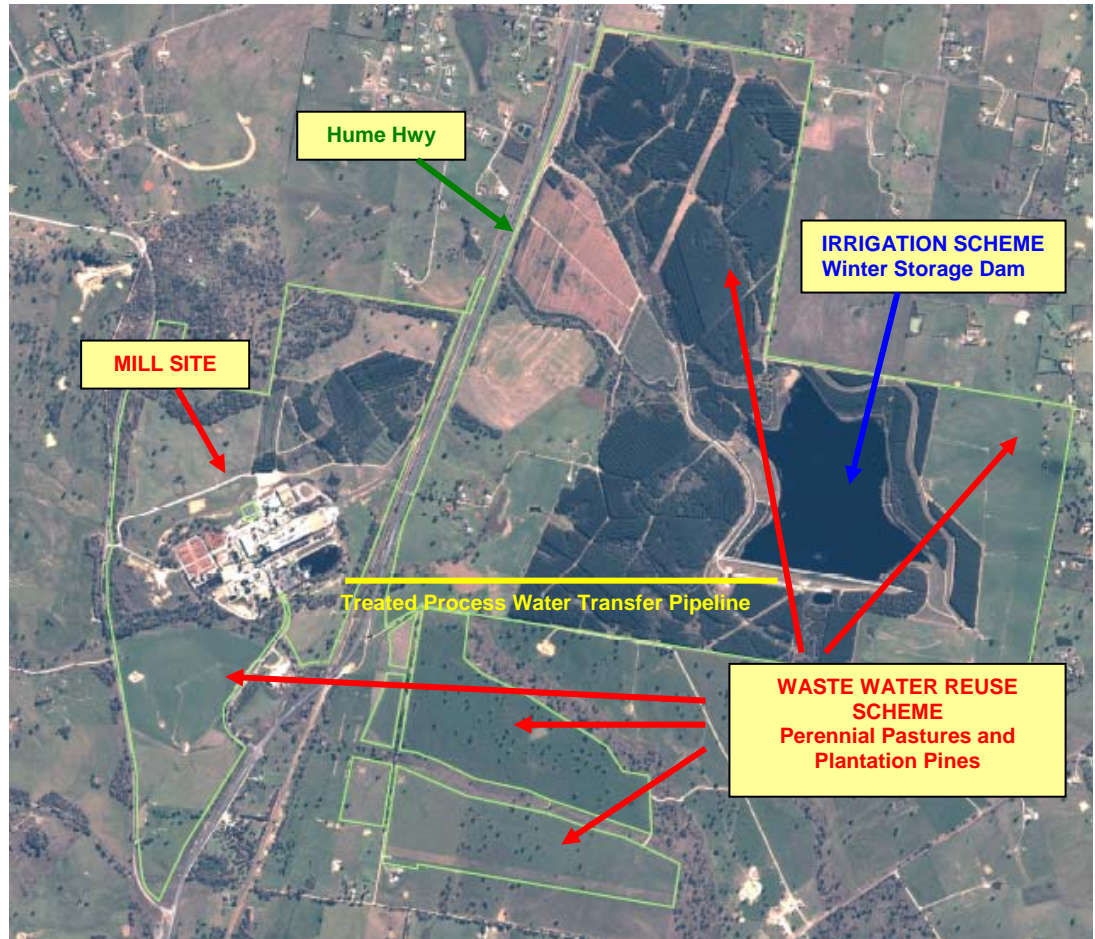 Hume Hwy
IRRIGATION SCHEME
Winter Storage Dam
MILL SITE
Treated Process Water Transfer Pipeline
WASTE WATER REUSE
SCHEME
Perennial Pastures and
Plantation Pines